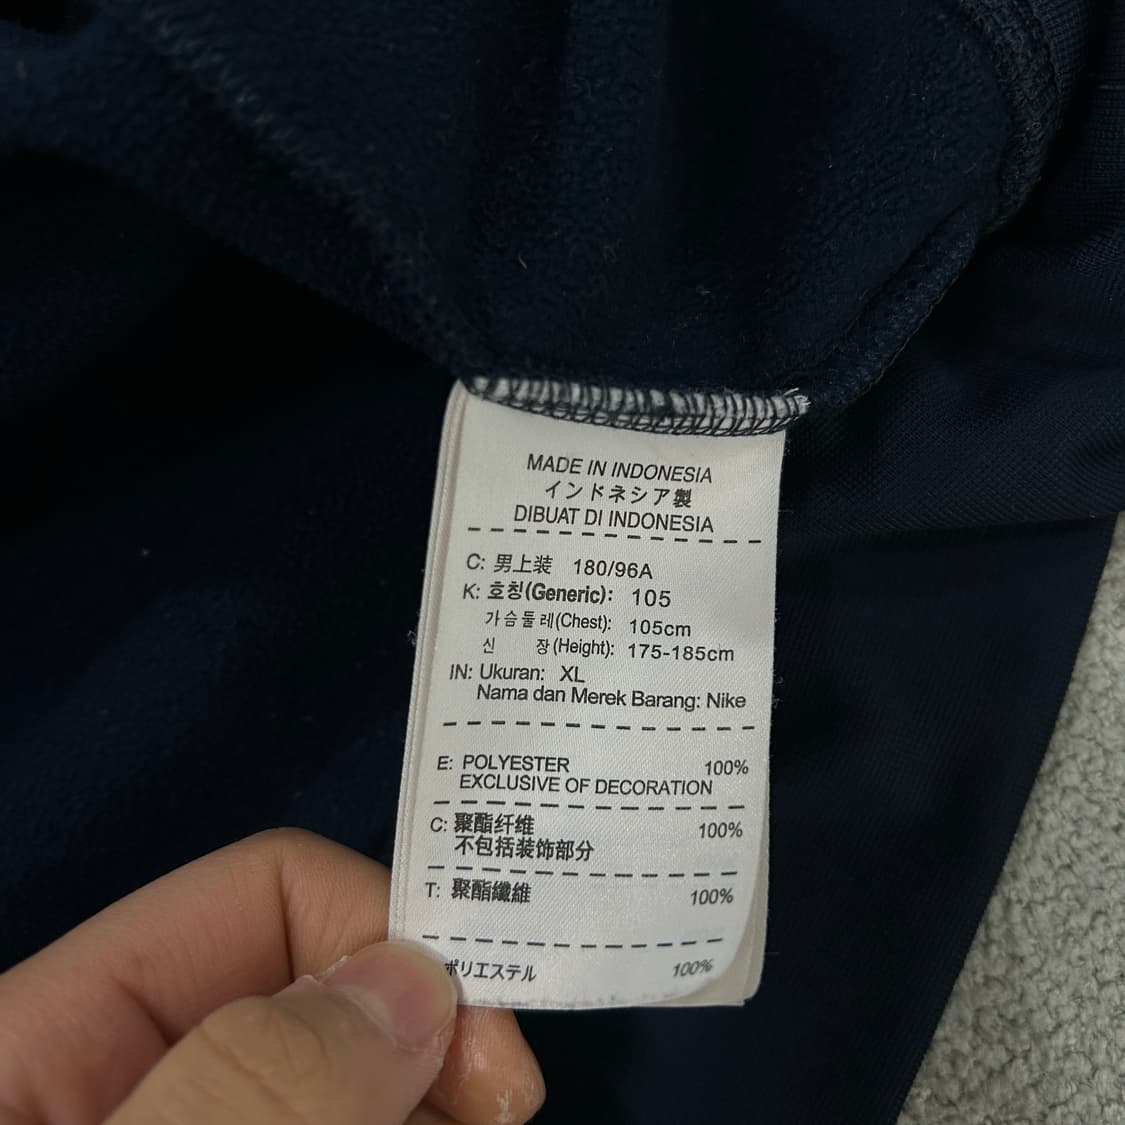 MADE IN INDONESIA
インドネシア製
DIBUAT DI INDONESIA
C: 男上装 180/96A
K: 호칭(Generic): 105
가슴둘레(Chest): 105cm
신 장(Height): 175-185cm
IN: Ukuran: XL
Nama dan Merek Barang: Nike
E: POLYESTER 100%
EXCLUSIVE OF DECORATION
C: 聚酯纤维 100%
不包括装饰部分
T: 聚酯纖維 100%
ポリエステル 100%